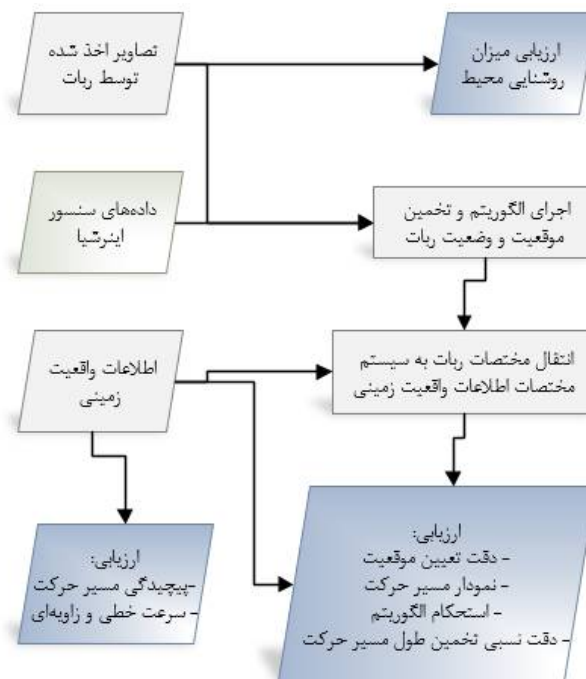 تصاویر اخذ شده
توسط ربات
ارزیابی میزان
روشنایی محیط
داده‌های سنسور
اینرشیا
اجرای الگوریتم و تخمین
موقعیت و وضعیت ربات
اطلاعات واقعیت
زمینی
انتقال مختصات ربات به سیستم
مختصات اطلاعات واقعیت زمینی
ارزیابی:
-پیچیدگی مسیر حرکت
- سرعت خطی و زاویه‌ای
ارزیابی:
- دقت تعیین موقعیت
- نمودار مسیر حرکت
- استحکام الگوریتم
- دقت نسبی تخمین طول مسیر حرکت